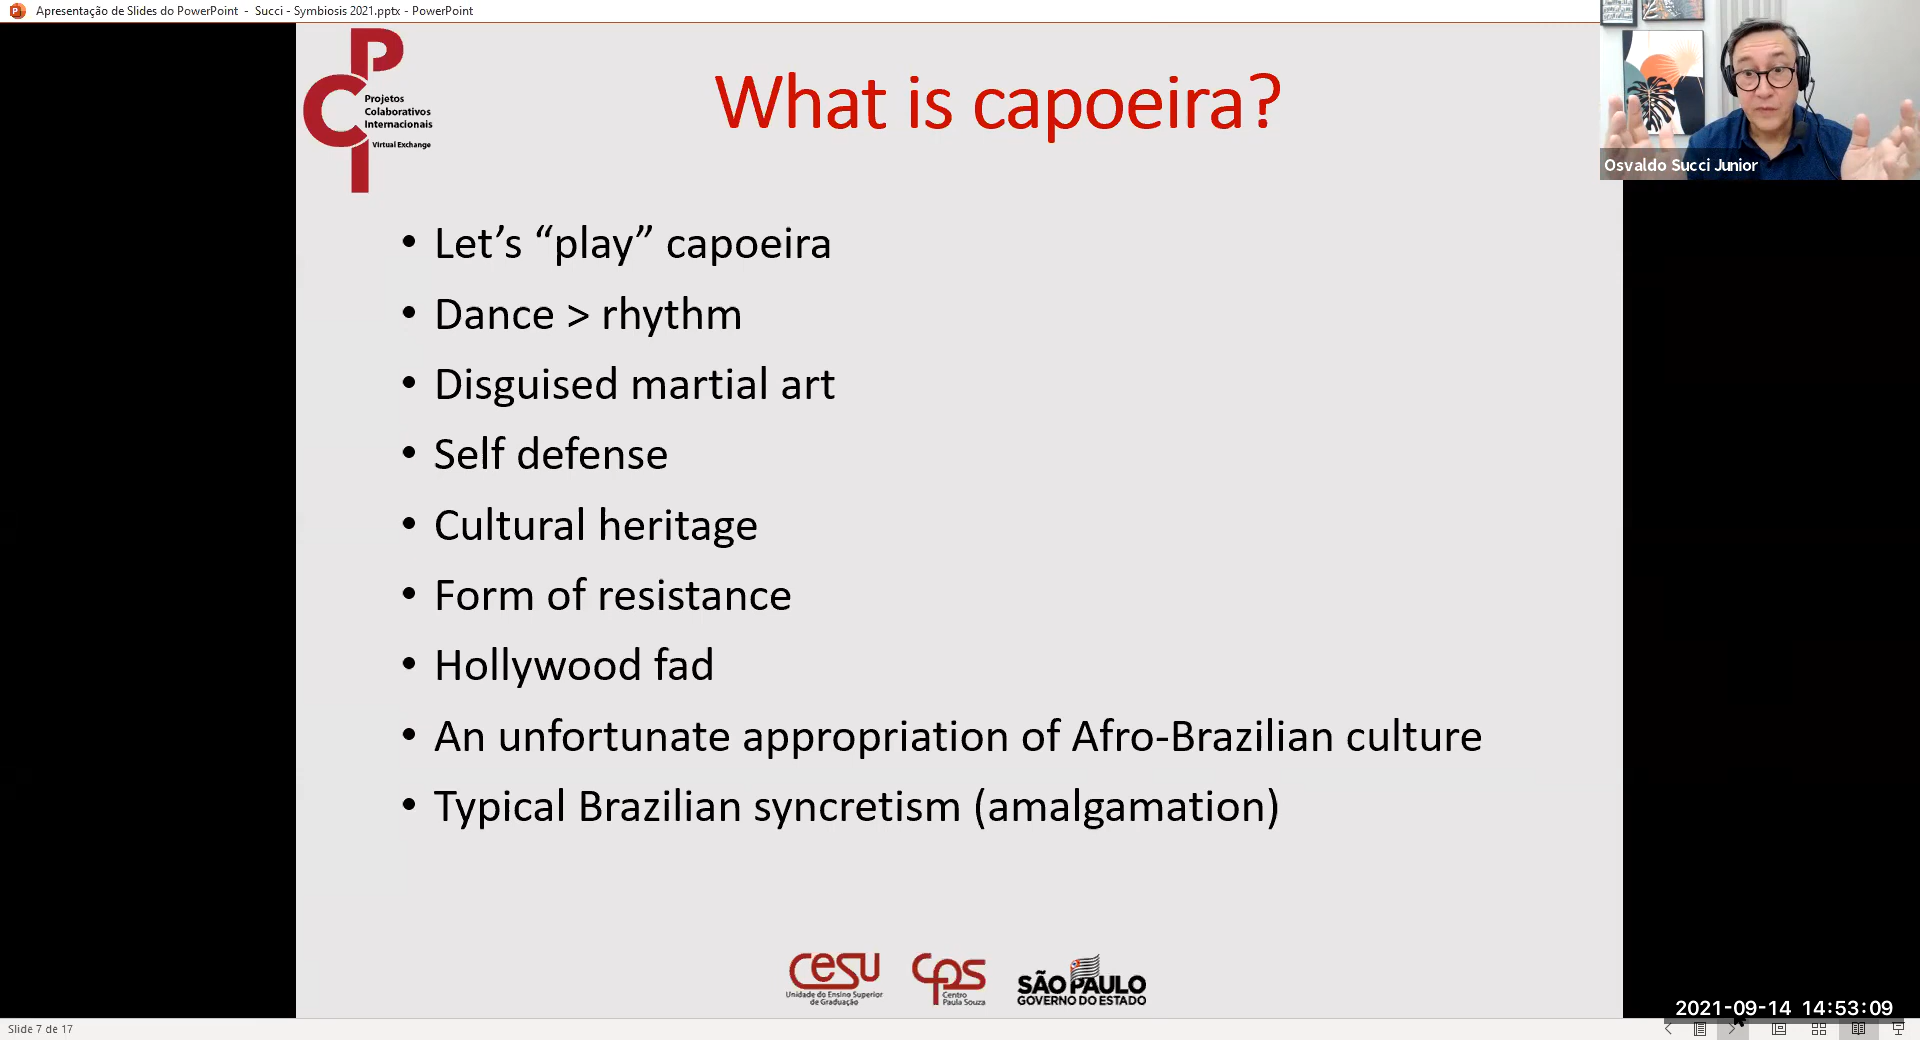 Apresentação de Slides do PowerPoint - Succi - Symbiosis 2021.pptx - PowerPoint
PCI
Projetos
Colaborativos
Internacionais
Virtual Exchange
What is capoeira?
Osvaldo Succi Junior
• Let’s “play” capoeira
• Dance > rhythm
• Disguised martial art
• Self defense
• Cultural heritage
• Form of resistance
• Hollywood fad
• An unfortunate appropriation of Afro-Brazilian culture
• Typical Brazilian syncretism (amalgamation)
cesu
Unidade do Ensino Superior
de Graduação
cps
Centro
Paula Souza
SÃO PAULO
GOVERNO DO ESTADO
2021-09-14 14:53:09
Slide 7 de 17